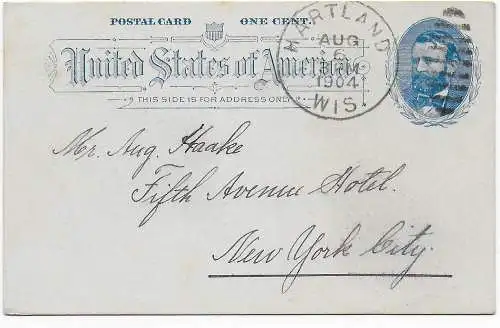 POSTAL CARD ONE CENT.
United States of America
THIS SIDE IS FOR ADDRESS ONLY
HARTLAND
AUG
6
1904
WIS
Mr. Aug. Haake
Fifth Avenue Hotel.
New York City.